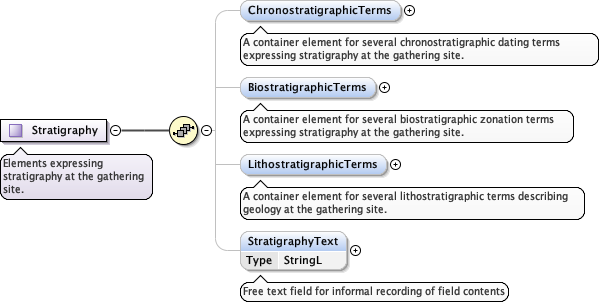 ChronostratigraphicTerms
A container element for several chronostratigraphic dating terms
expressing stratigraphy at the gathering site.
BiostratigraphicTerms
A container element for several biostratigraphic zonation terms
expressing stratigraphy at the gathering site.
Stratigraphy
Elements expressing
stratigraphy at the gathering
site.
LithostratigraphicTerms
A container element for several lithostratigraphic terms describing
geology at the gathering site.
StratigraphyText
Type StringL
Free text field for informal recording of field contents